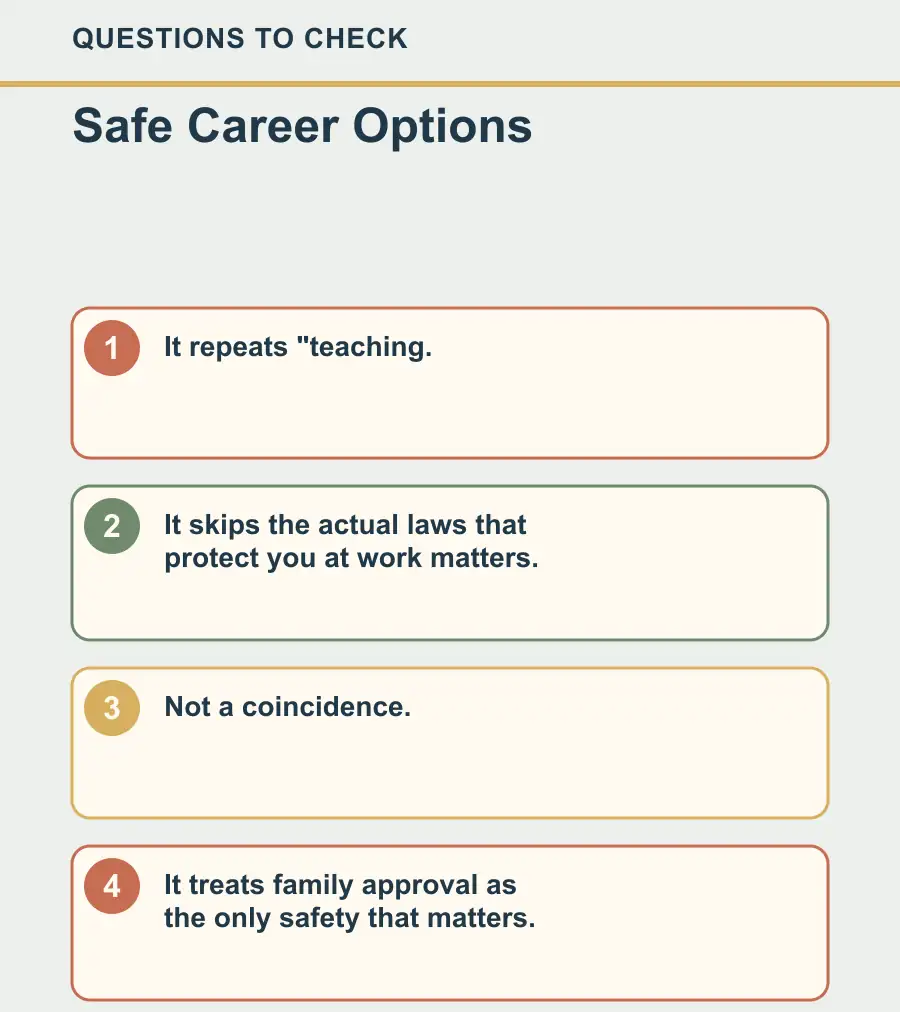 QUESTIONS TO CHECK
Safe Career Options
1
It repeats "teaching.
2
It skips the actual laws that
protect you at work matters.
3
Not a coincidence.
4
It treats family approval as
the only safety that matters.